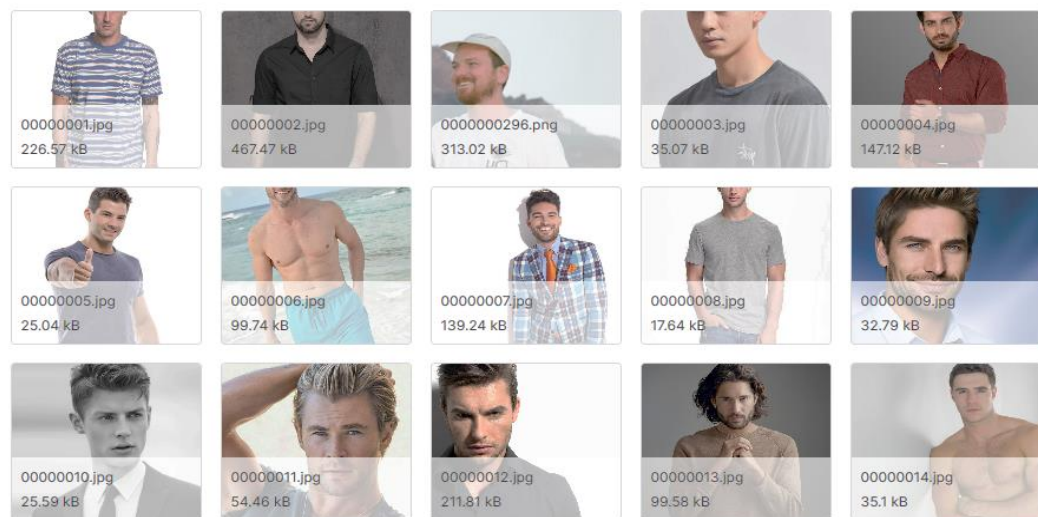 00000001.jpg
226.57 kB
00000002.jpg
467.47 kB
0000000296.png
313.02 kB
00000003.jpg
35.07 kB
00000004.jpg
147.12 kB
00000005.jpg
25.04 kB
00000006.jpg
99.74 kB
00000007.jpg
139.24 kB
00000008.jpg
17.64 kB
00000009.jpg
32.79 kB
00000010.jpg
25.59 kB
00000011.jpg
54.46 kB
00000012.jpg
211.81 kB
00000013.jpg
99.58 kB
00000014.jpg
35.1 kB